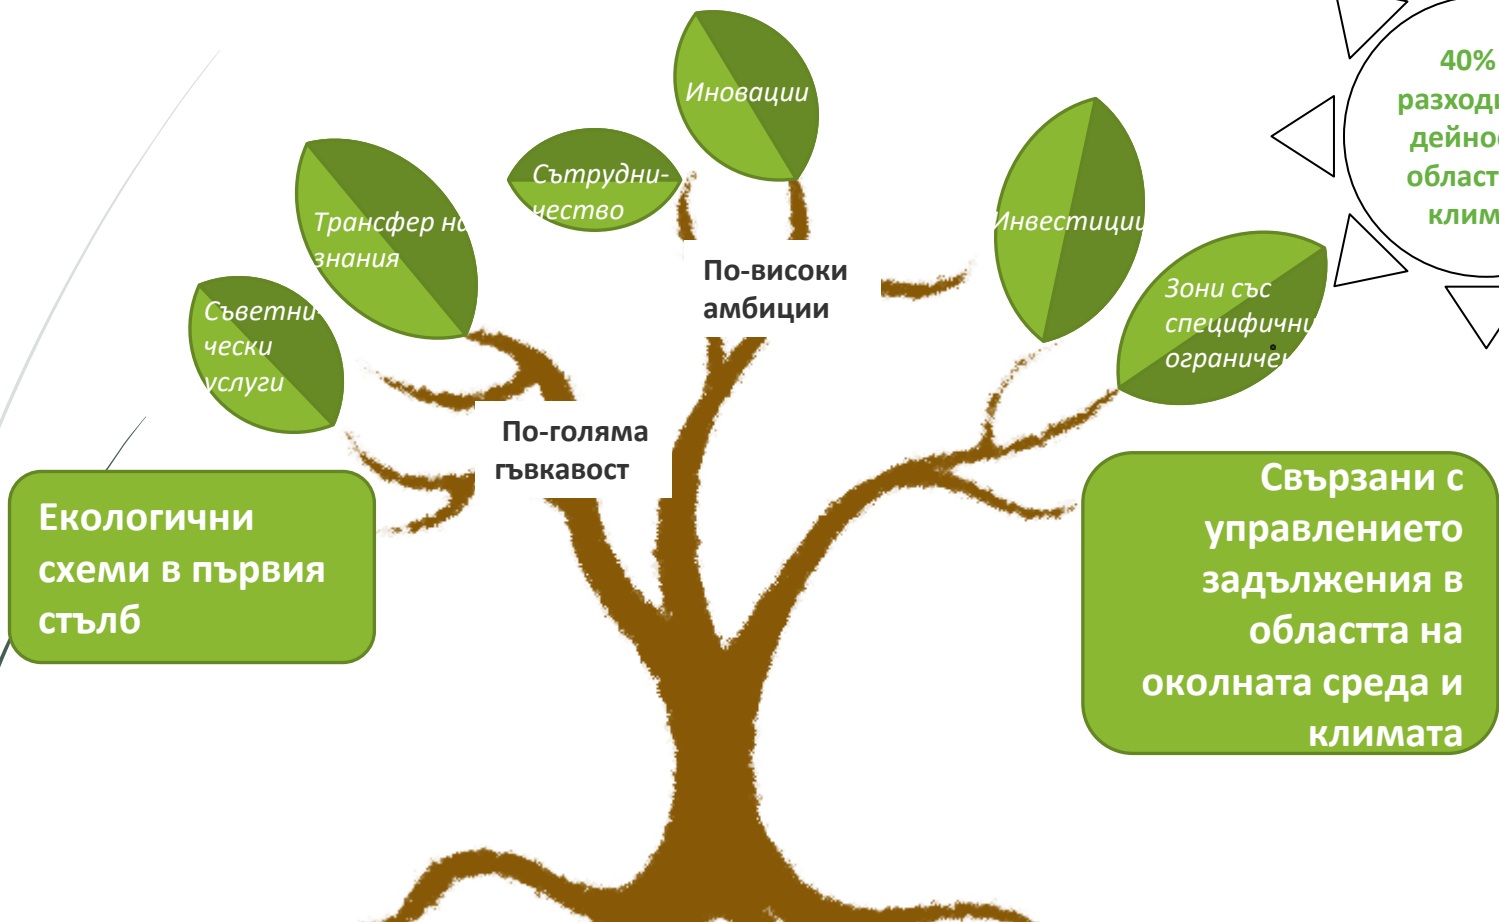 Иновации
Сътрудни-
чество
Трансфер на
знания
Съветни-
чески
услуги
Инвестиции
Зони със
специфични
40%
По-високи
амбиции
По-голяма
гъвкавост
Екологични
схеми в първия
стълб
Свързани с
управлението
задължения в
областта на
околната среда и
климата